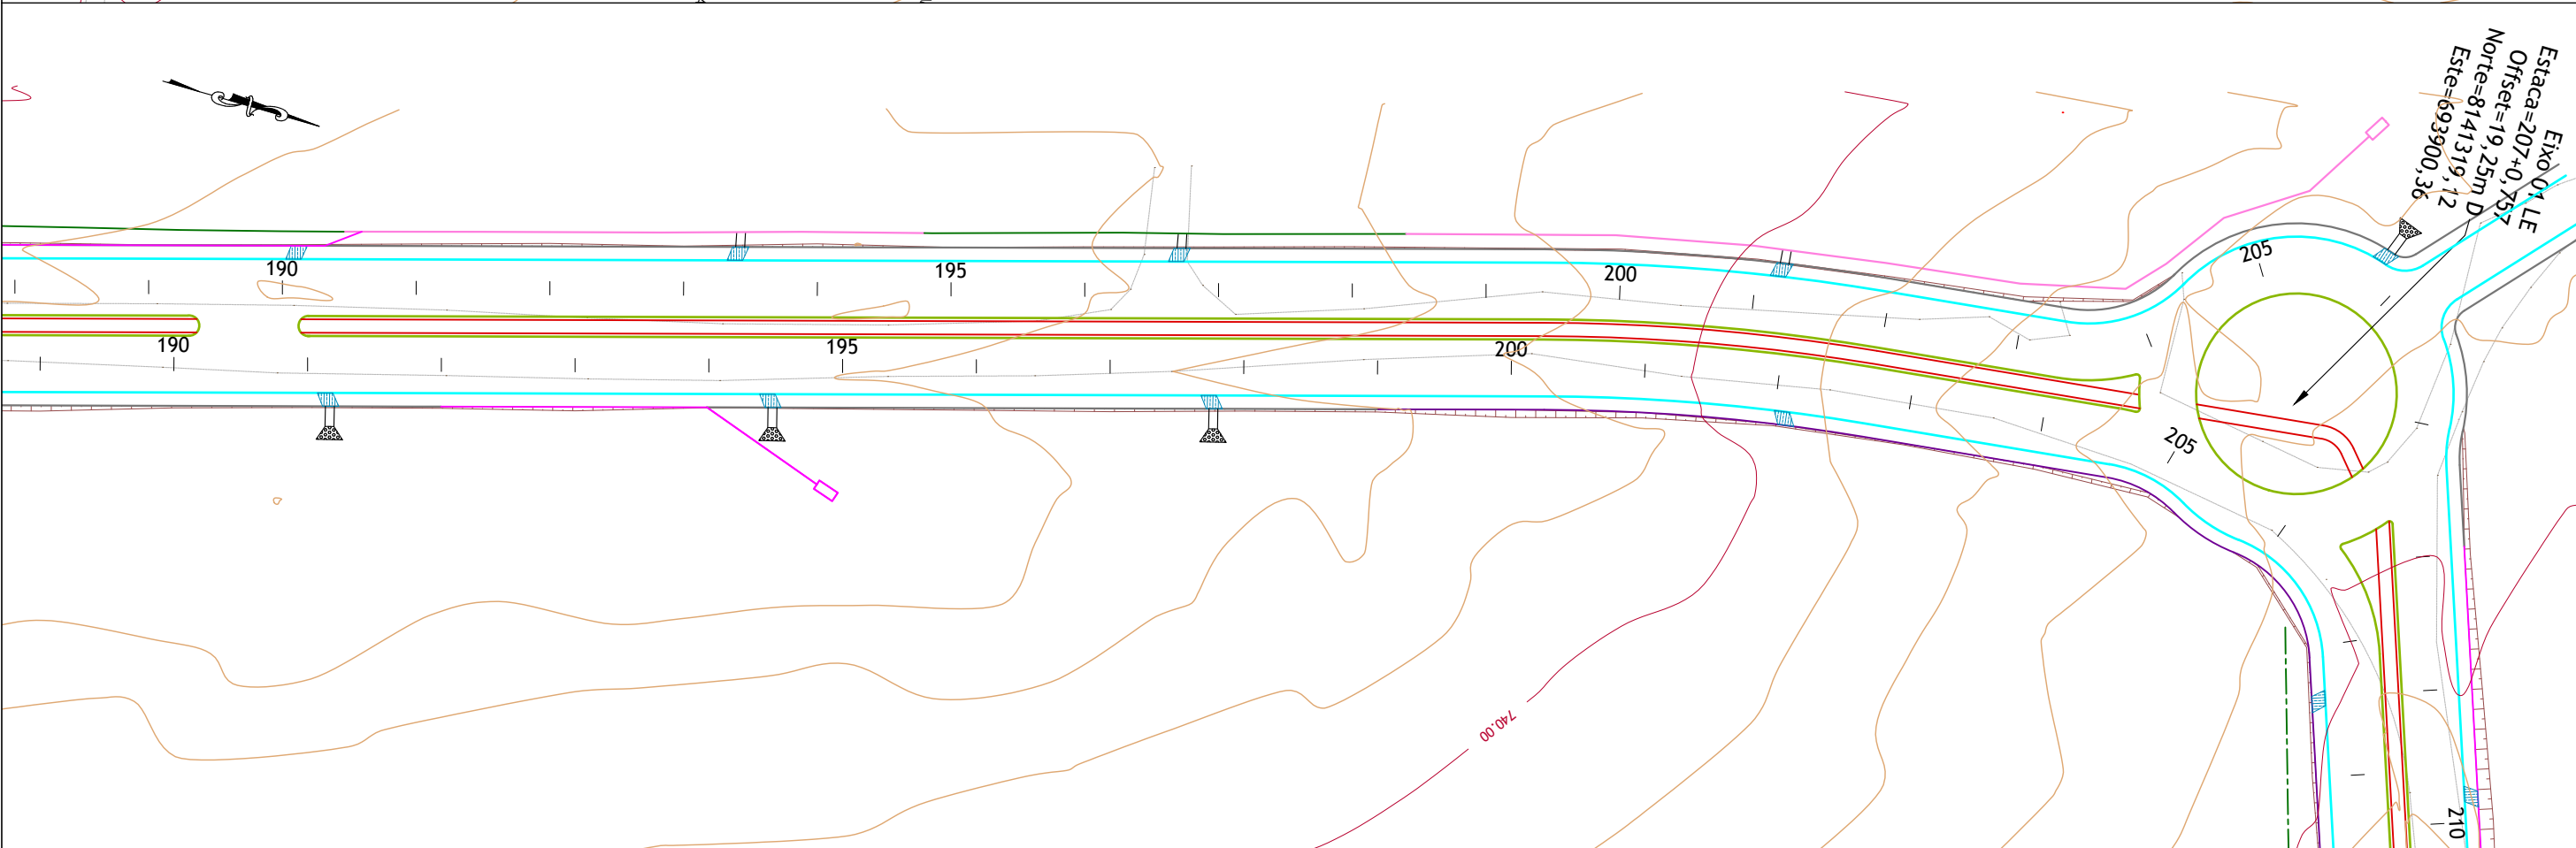 Eixo 01 LE
Estaca=207+0,757
Offset=19,25m D
Norte=8141319,12
Este=693900,36
190
195
200
205
190
195
200
205
210
740.00